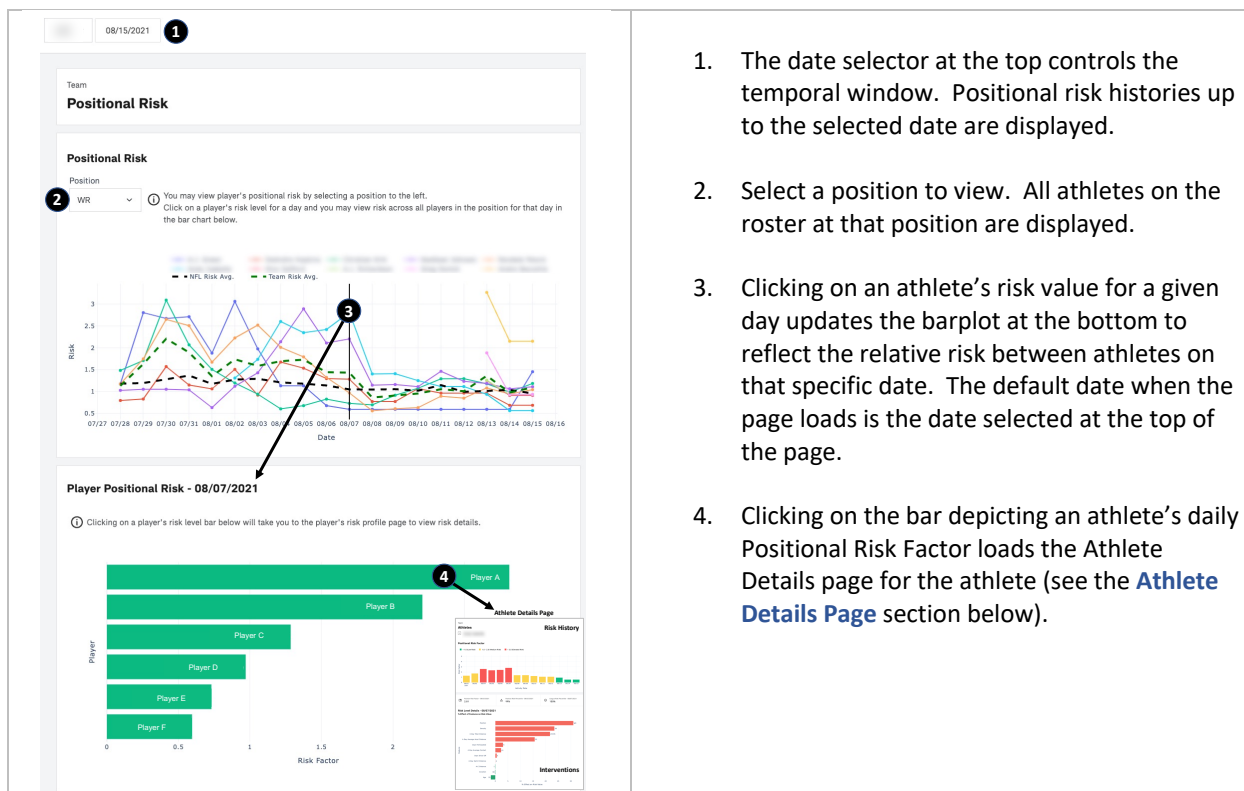 08/15/2021
1
Team
Positional Risk
Positional Risk
Position
2
WR
You may view player's positional risk by selecting a position to the left.
Click on a player's risk level for a day and you may view risk across all players in the position for that day in
the bar chart below.
NFL Risk Avg.
Team Risk Avg.
3
3
2.5
2
1.5
1
0.5
Risk
07/27 07/28 07/29 07/30 07/31 08/01 08/02 08/03 08/04 08/05 08/06 08/07 08/08 08/09 08/10 08/11 08/12 08/13 08/14 08/15 08/16
Date
Player Positional Risk - 08/07/2021
Clicking on a player's risk level bar below will take you to the player's risk profile page to view risk details.
4
Player A
Player B
Player C
Player D
Player E
Player F
Player
0 0.5 1 1.5 2
Risk Factor
Athlete Details Page
Risk History
Interventions
1. The date selector at the top controls the
temporal window. Positional risk histories up
to the selected date are displayed.
2. Select a position to view. All athletes on the
roster at that position are displayed.
3. Clicking on an athlete's risk value for a given
day updates the barplot at the bottom to
reflect the relative risk between athletes on
that specific date. The default date when the
page loads is the date selected at the top of
the page.
4. Clicking on the bar depicting an athlete's daily
Positional Risk Factor loads the Athlete
Details page for the athlete (see the Athlete
Details Page section below).